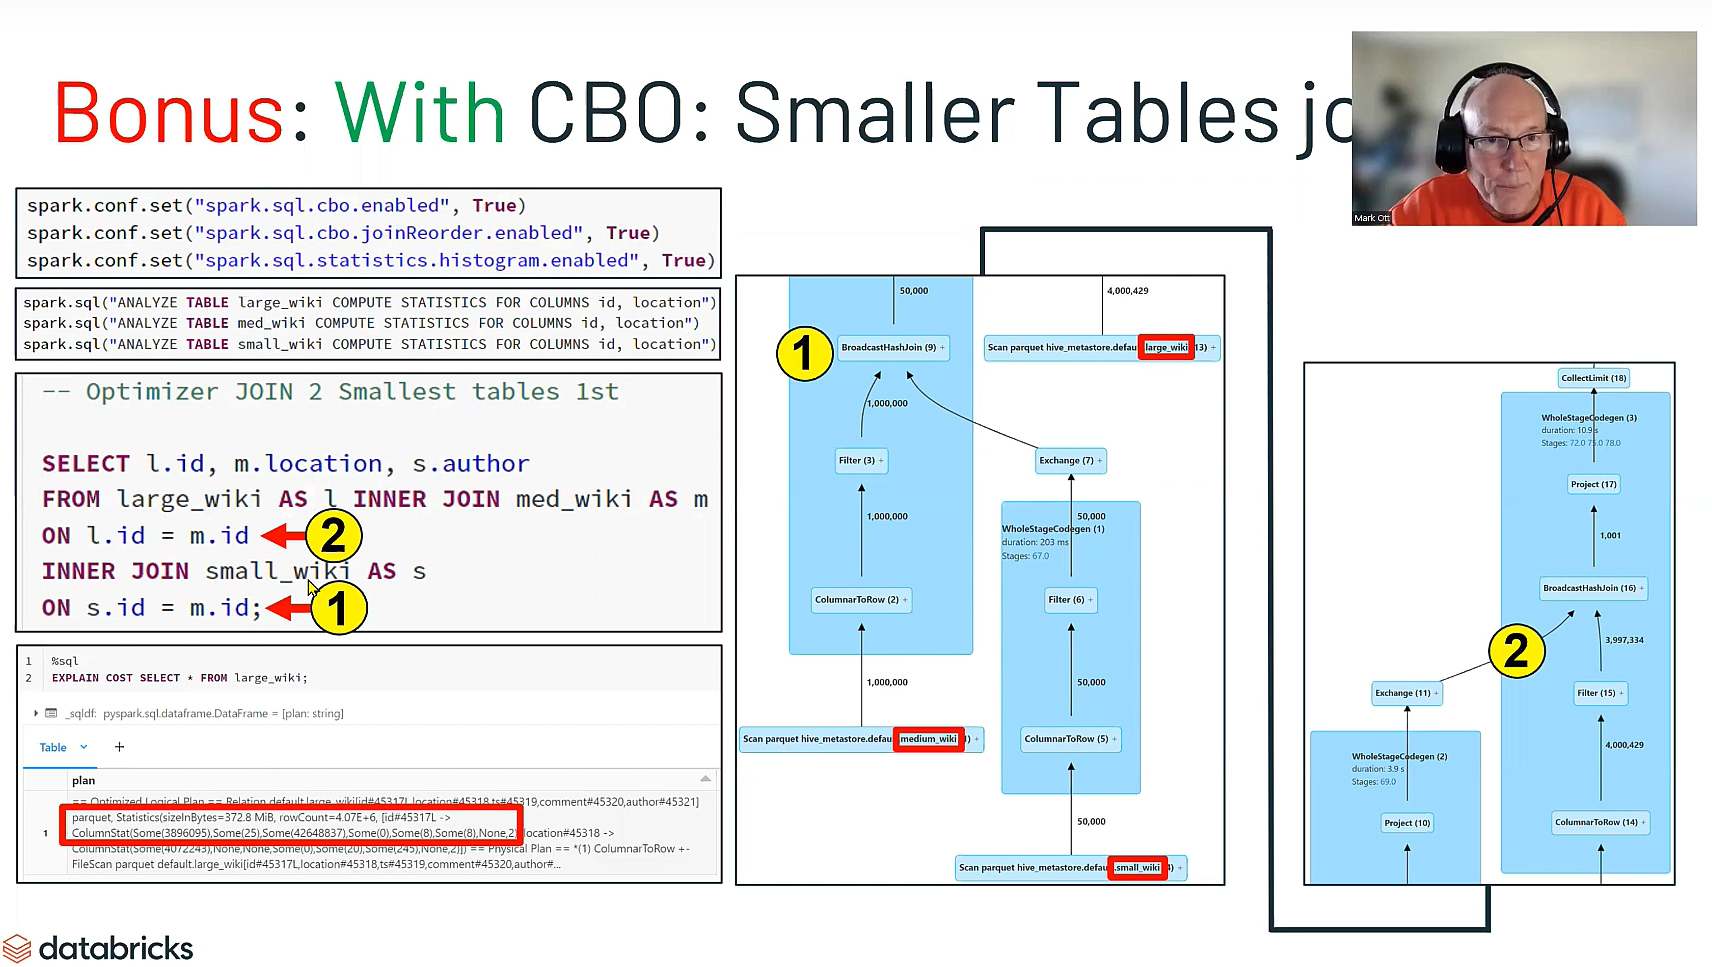 Bonus: With CBO: Smaller Tables jo
Mark Ott
spark.conf.set("spark.sql.cbo.enabled", True)
spark.conf.set("spark.sql.cbo.joinReorder.enabled", True)
spark.conf.set("spark.sql.statistics.histogram.enabled", True)
spark.sql("ANALYZE TABLE large_wiki COMPUTE STATISTICS FOR COLUMNS id, location")
spark.sql("ANALYZE TABLE med_wiki COMPUTE STATISTICS FOR COLUMNS id, location")
spark.sql("ANALYZE TABLE small_wiki COMPUTE STATISTICS FOR COLUMNS id, location")
-- Optimizer JOIN 2 Smallest tables 1st
SELECT l.id, m.location, s.author
FROM large_wiki AS l INNER JOIN med_wiki AS m
ON l.id = m.id
2
INNER JOIN small_wiki AS s
ON s.id = m.id;
1
1 %sql
2 EXPLAIN COST SELECT * FROM large_wiki;
_sqldf: pyspark.sql.dataframe.DataFrame = [plan: string]
Table +
plan
== Optimized Logical Plan == Relation default.large_wiki[id#45317L,location#45318,ts#45319,comment#45320,author#45321]
1
parquet, Statistics(sizeInBytes=372.8 MiB, rowCount=4.07E+6, [id#45317L ->
ColumnStat(Some(3896095),Some(25),Some(42648837),Some(0),Some(8),Some(8),None,2), location#45318 ->
ColumnStat(Some(4072243),None,None,Some(0),Some(20),Some(245),None,2)]) == Physical Plan == *(1) ColumnarToRow +-
FileScan parquet default.large_wiki[id#45317L,location#45318,ts#45319,comment#45320,author#...
50,000
4,000,429
1
BroadcastHashJoin (9) +
Scan parquet hive_metastore.defau large_wiki 13) +
1,000,000
Filter (3) +
Exchange (7) +
1,000,000
50,000
WholeStageCodegen (1)
duration: 203 ms
Stages: 67.0
ColumnarToRow (2) +
Filter (6) +
1,000,000
50,000
Scan parquet hive_metastore.defau medium_wiki 1) +
ColumnarToRow (5) +
50,000
Scan parquet hive_metastore.defau .small_wiki 4) +
CollectLimit (18)
WholeStageCodegen (3)
duration: 10.9 s
Stages: 72.0 75.0 78.0
Project (17)
1,001
BroadcastHashJoin (16) +
2
3,997,334
Exchange (11) +
Filter (15) +
4,000,429
WholeStageCodegen (2)
duration: 3.9 s
Stages: 69.0
Project (10)
ColumnarToRow (14) +
databricks